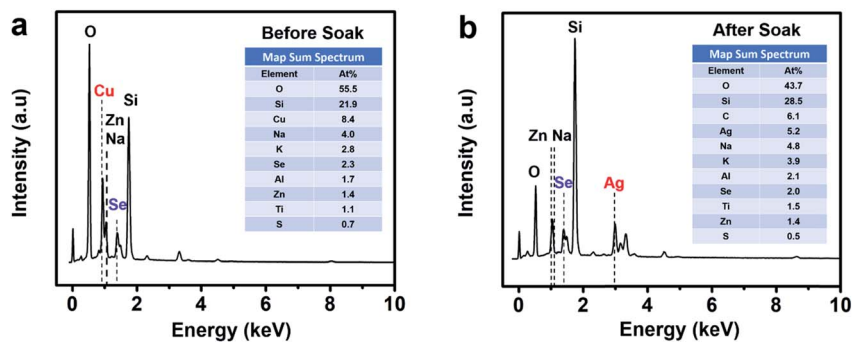 a
Before Soak
O
Cu
Zn
Na
Si
Se
Map Sum Spectrum
Element At%
O 55.5
Si 21.9
Cu 8.4
Na 4.0
K 2.8
Se 2.3
Al 1.7
Zn 1.4
Ti 1.1
S 0.7
Intensity (a.u)
0 2 4 6 8 10
Energy (keV)
b
After Soak
Si
Zn Na
O
Se
Ag
Map Sum Spectrum
Element At%
O 43.7
Si 28.5
C 6.1
Ag 5.2
Na 4.8
K 3.9
Al 2.1
Se 2.0
Ti 1.5
Zn 1.4
S 0.5
Intensity (a.u)
0 2 4 6 8 10
Energy (keV)